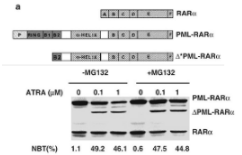 a
A B C D E F RARα
P RING B1 B2 α-HELIX B C D E F PML-RARα
B2 α-HELIX B C D E F Δ*PML-RARα
-MG132 +MG132
ATRA (μM) 0 0.1 1 0 0.1 1
PML-RARα
ΔPML-RARα
RARα
NBT(%) 1.1 49.2 45.1 0.6 47.5 44.8